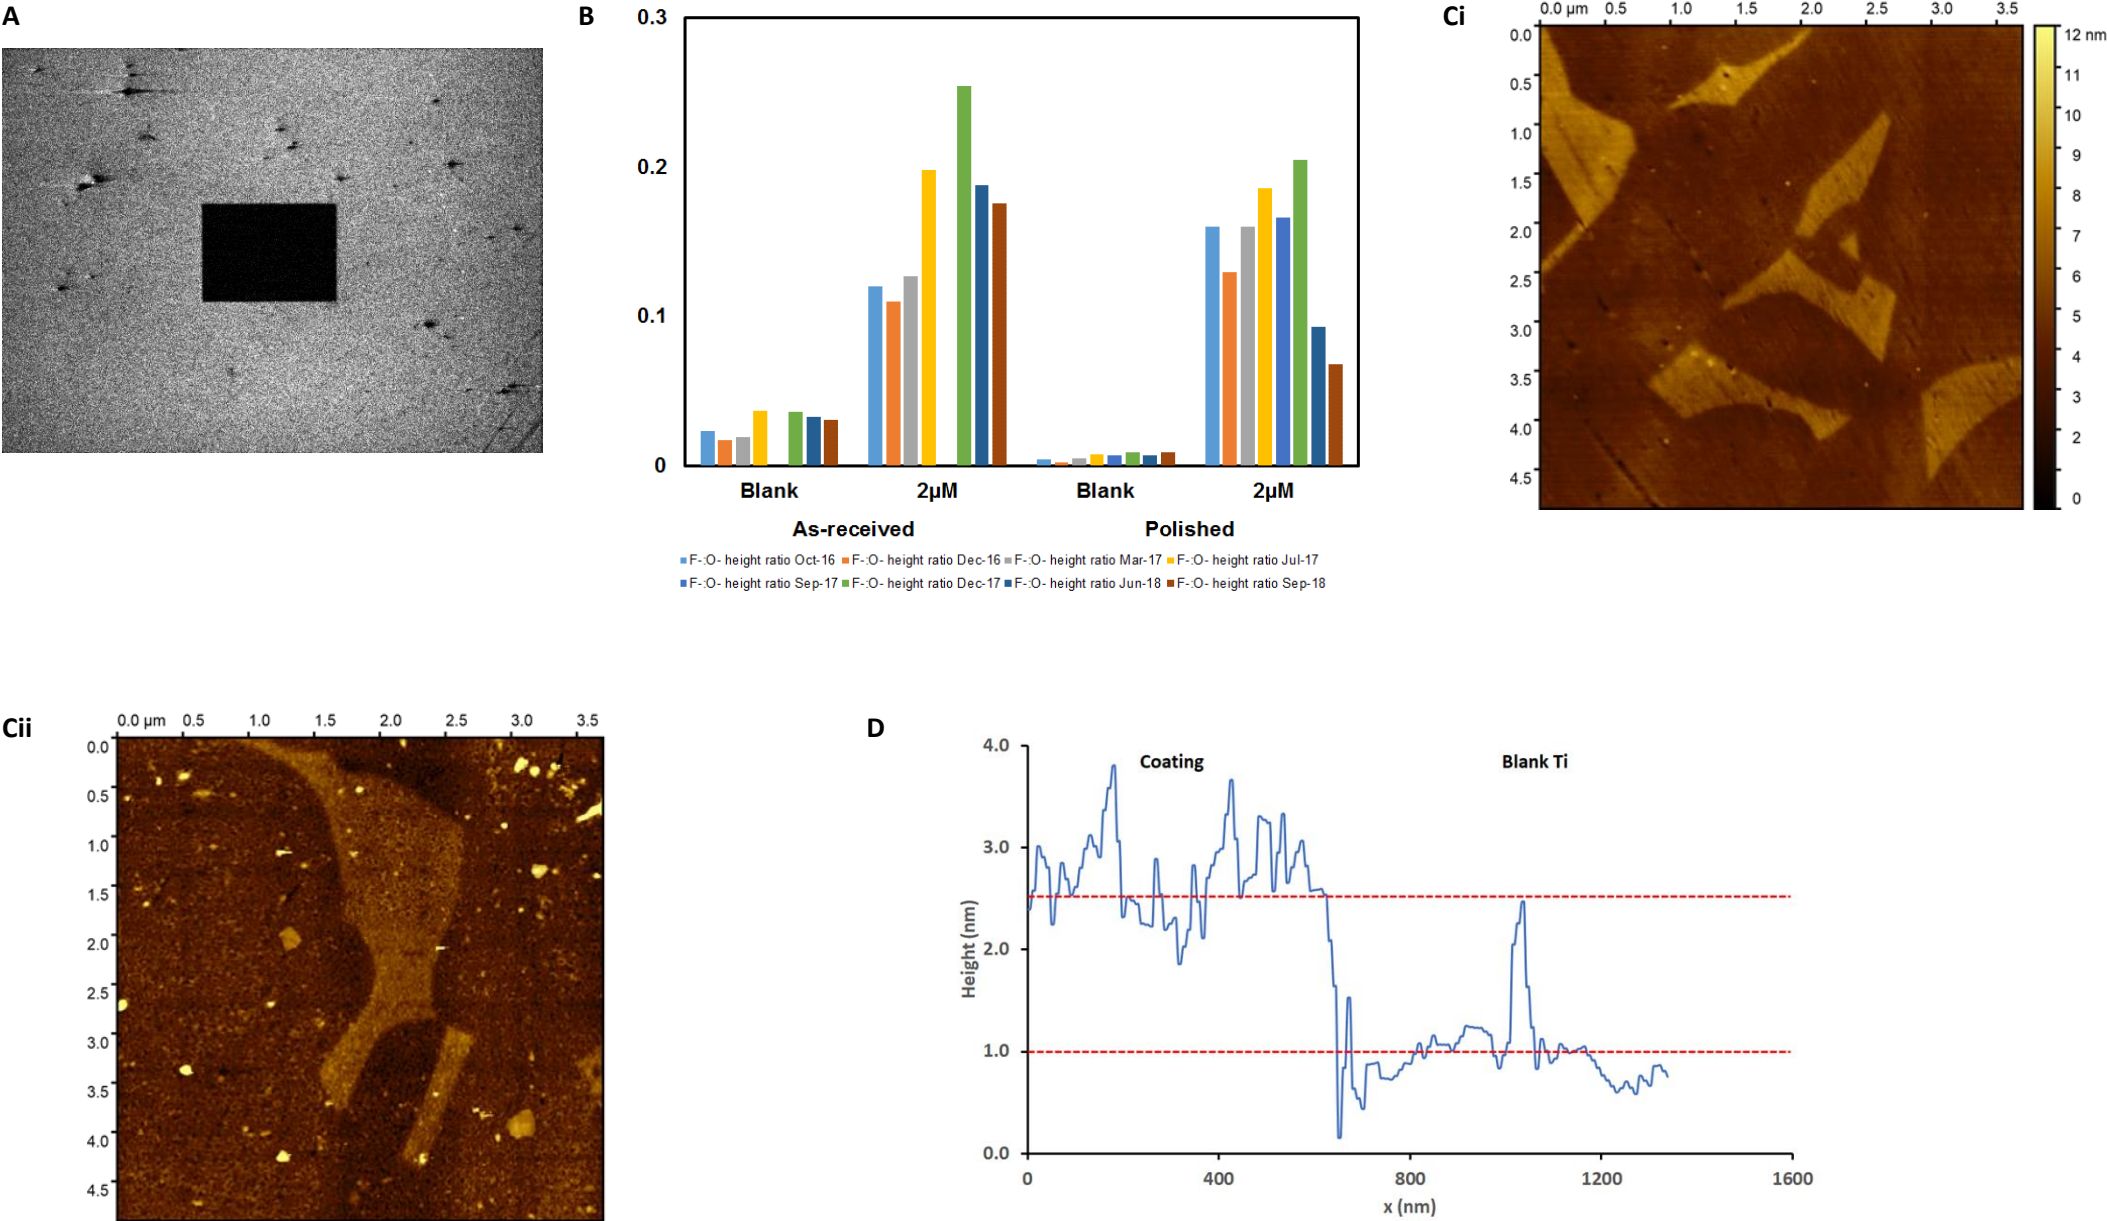 A
B
0.3
0.2
0.1
0
Blank 2µM Blank 2µM
As-received Polished
F-:O- height ratio Oct-16 F-:O- height ratio Dec-16 F-:O- height ratio Mar-17 F-:O- height ratio Jul-17
F-:O- height ratio Sep-17 F-:O- height ratio Dec-17 F-:O- height ratio Jun-18 F-:O- height ratio Sep-18
Ci
0.0 µm 0.5 1.0 1.5 2.0 2.5 3.0 3.5
0.0
0.5
1.0
1.5
2.0
2.5
3.0
3.5
4.0
4.5
12 nm
11
10
9
8
7
6
5
4
3
2
0
Cii
0.0 µm 0.5 1.0 1.5 2.0 2.5 3.0 3.5
0.0
0.5
1.0
1.5
2.0
2.5
3.0
3.5
4.0
4.5
D
Coating Blank Ti
Height (nm)
4.0
3.0
2.0
1.0
0.0
0 400 800 1200 1600
x (nm)